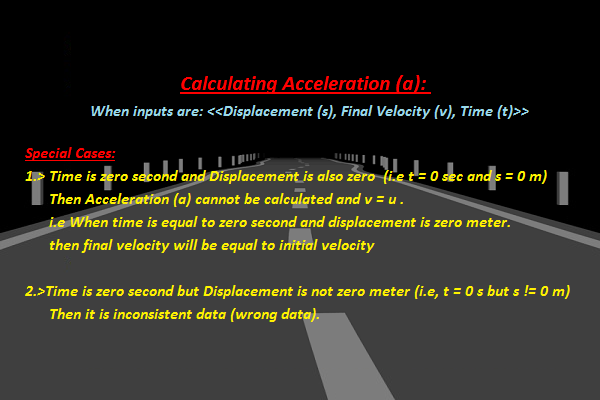 Calculating Acceleration (a):
When inputs are: <<Displacement (s), Final Velocity (v), Time (t)>>
Special Cases:
1.> Time is zero second and Displacement is also zero (i.e t = 0 sec and s = 0 m)
Then Acceleration (a) cannot be calculated and v = u .
i.e When time is equal to zero second and displacement is zero meter.
then final velocity will be equal to initial velocity
2.>Time is zero second but Displacement is not zero meter (i.e, t = 0 s but s != 0 m)
Then it is inconsistent data (wrong data).